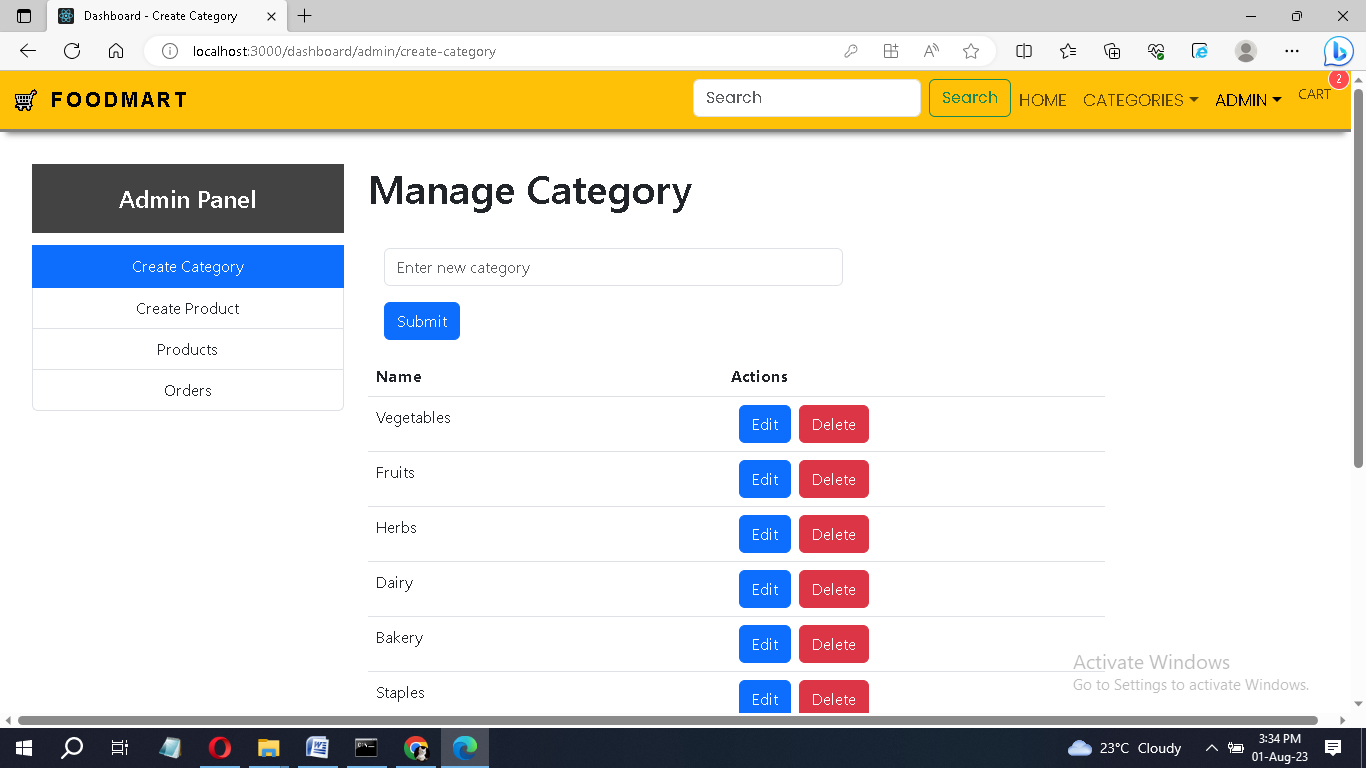 Dashboard - Create Category
localhost:3000/dashboard/admin/create-category
FOODMART
Search
Search
HOME
CATEGORIES
ADMIN
CART
2
Admin Panel
Create Category
Create Product
Products
Orders
Manage Category
Enter new category
Submit
Name Actions
Vegetables Edit Delete
Fruits Edit Delete
Herbs Edit Delete
Dairy Edit Delete
Bakery Edit Delete
Staples Edit Delete
Activate Windows
Go to Settings to activate Windows.
23°C Cloudy
3:34 PM
01-Aug-23